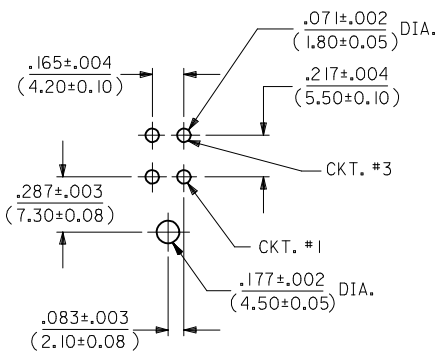 .071±.002 DIA.
(1.80±0.05)
.165±.004
(4.20±0.10)
.217±.004
(5.50±0.10)
CKT. #3
.287±.003
(7.30±0.08)
CKT. #1
.177±.002 DIA.
(4.50±0.05)
.083±.003
(2.10±0.08)